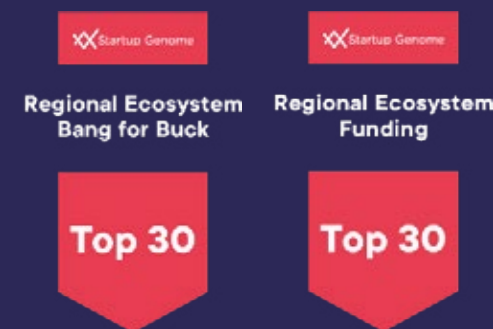 Startup Genome
Regional Ecosystem
Bang for Buck
Top 30
Startup Genome
Regional Ecosystem
Funding
Top 30